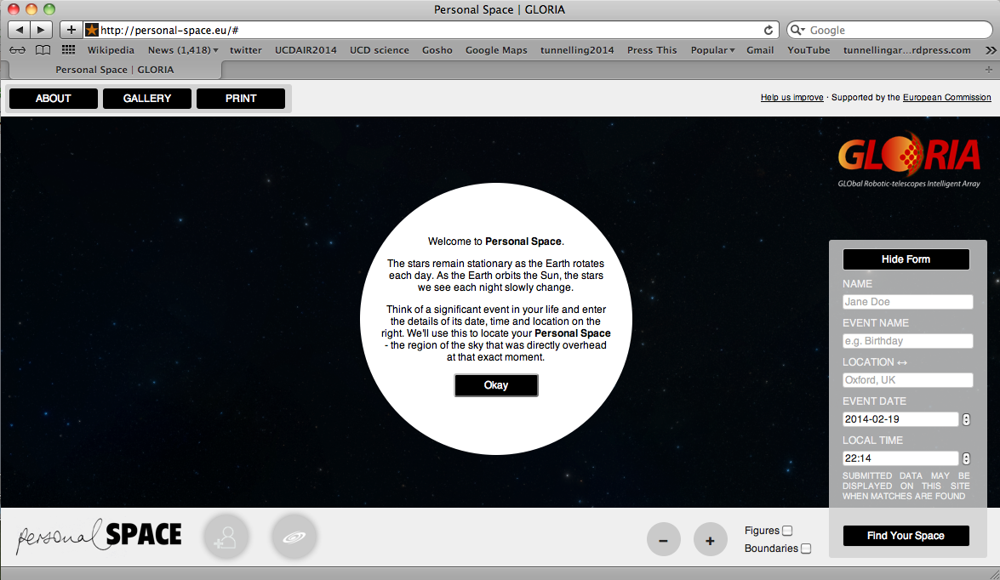 Personal Space | GLORIA
http://personal-space.eu/#
Google
Wikipedia News (1,418) twitter UCDAIR2014 UCD science Gosho Google Maps tunnelling2014 Press This Popular Gmail YouTube tunnellingar...rdpress.com
Personal Space | GLORIA
ABOUT GALLERY PRINT
Help us improve · Supported by the European Commission
GLORIA
GLObal Robotic-telescopes Intelligent Array
Welcome to Personal Space.
The stars remain stationary as the Earth rotates
each day. As the Earth orbits the Sun, the stars
we see each night slowly change.
Think of a significant event in your life and enter
the details of its date, time and location on the
right. We'll use this to locate your Personal Space
- the region of the sky that was directly overhead
at that exact moment.
Okay
Hide Form
NAME
Jane Doe
EVENT NAME
e.g. Birthday
LOCATION ↔
Oxford, UK
EVENT DATE
2014-02-19
LOCAL TIME
22:14
SUBMITTED DATA MAY BE
DISPLAYED ON THIS SITE
WHEN MATCHES ARE FOUND
Find Your Space
personal SPACE
− +
Figures
Boundaries